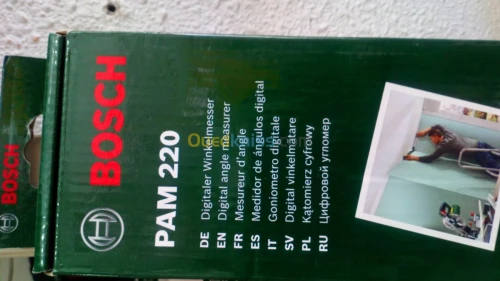 BOSCH
BOSCH
PAM 220
DE Digitaler Winkelmesser
EN Digital angle measurer
FR Mesureur d'angle
ES Medidor de ángulos digital
IT Goniometro digitale
SV Digital vinkelmätare
PL Kątomierz cyfrowy
RU Цифровой угломер